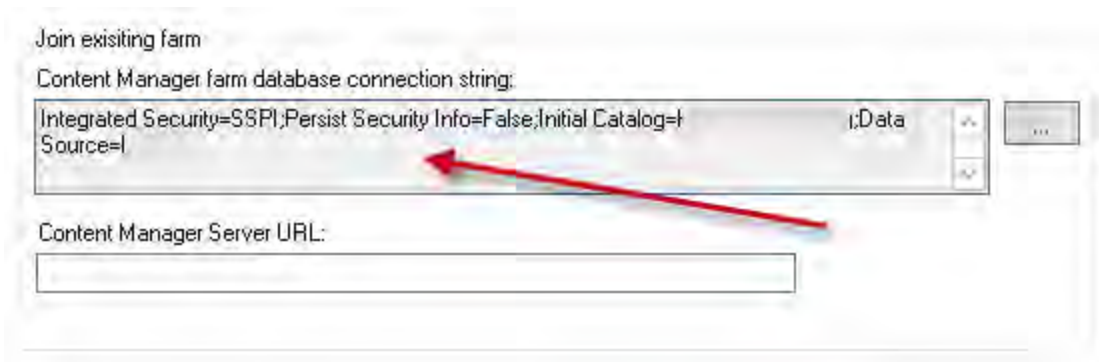 Join exisiting farm
Content Manager farm database connection string:
Integrated Security=SSPI;Persist Security Info=False;Initial Catalog= ;Data
Source=
...
Content Manager Server URL: